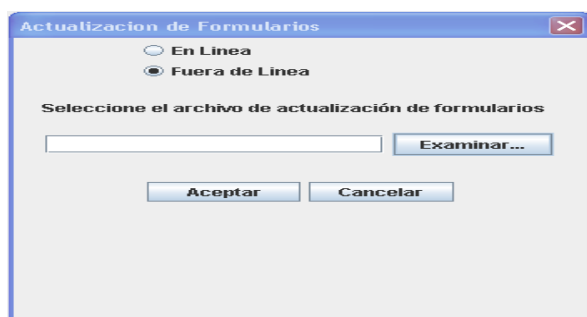 Actualizacion de Formularios
En Linea
Fuera de Linea
Seleccione el archivo de actualización de formularios
Examinar...
Aceptar Cancelar